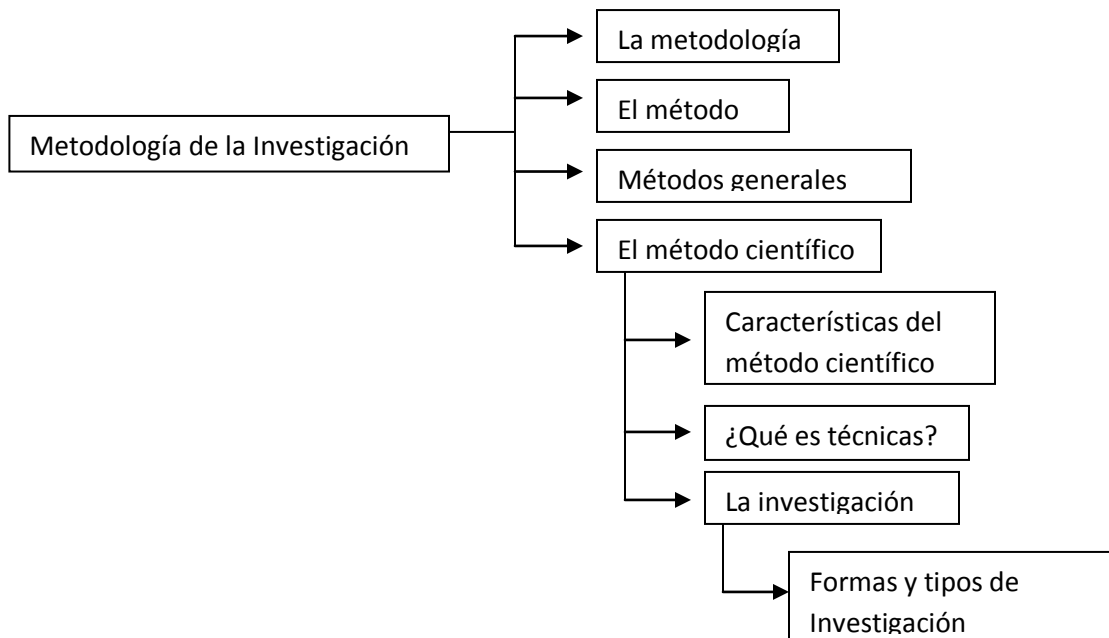 La metodología
El método
Metodología de la Investigación
Métodos generales
El método científico
Características del
método científico
¿Qué es técnicas?
La investigación
Formas y tipos de
Investigación